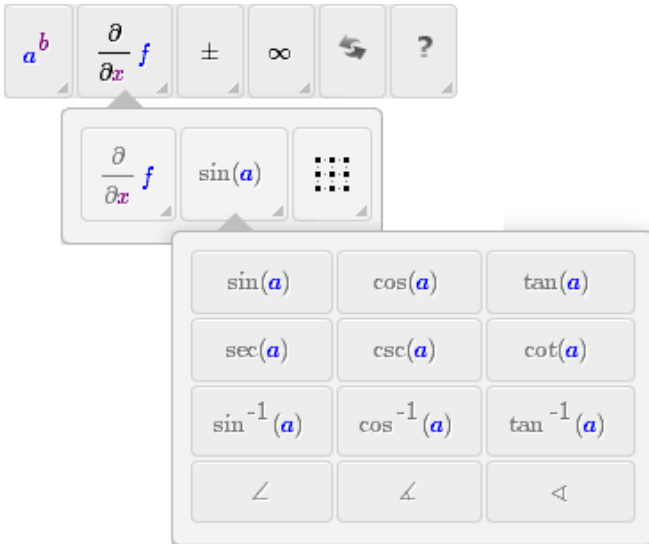 a^b ∂/∂x f ± ∞ ?
∂/∂x f sin(a)
sin(a) cos(a) tan(a)
sec(a) csc(a) cot(a)
sin^-1(a) cos^-1(a) tan^-1(a)
∠ ∡ ∢